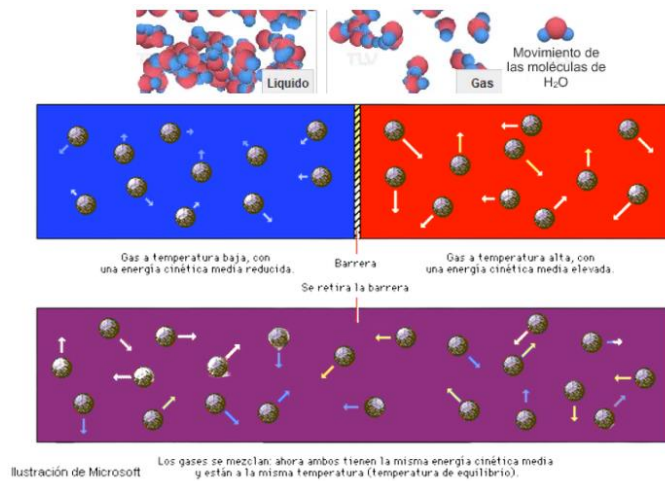 Líquido
Gas
Movimiento de
las moléculas de
H₂O
Gas a temperatura baja, con
una energía cinética media reducida.
Barrera
Gas a temperatura alta, con
una energía cinética media elevada.
Se retira la barrera
Los gases se mezclan: ahora ambos tienen la misma energía cinética media
y están a la misma temperatura (temperatura de equilibrio).
Ilustración de Microsoft